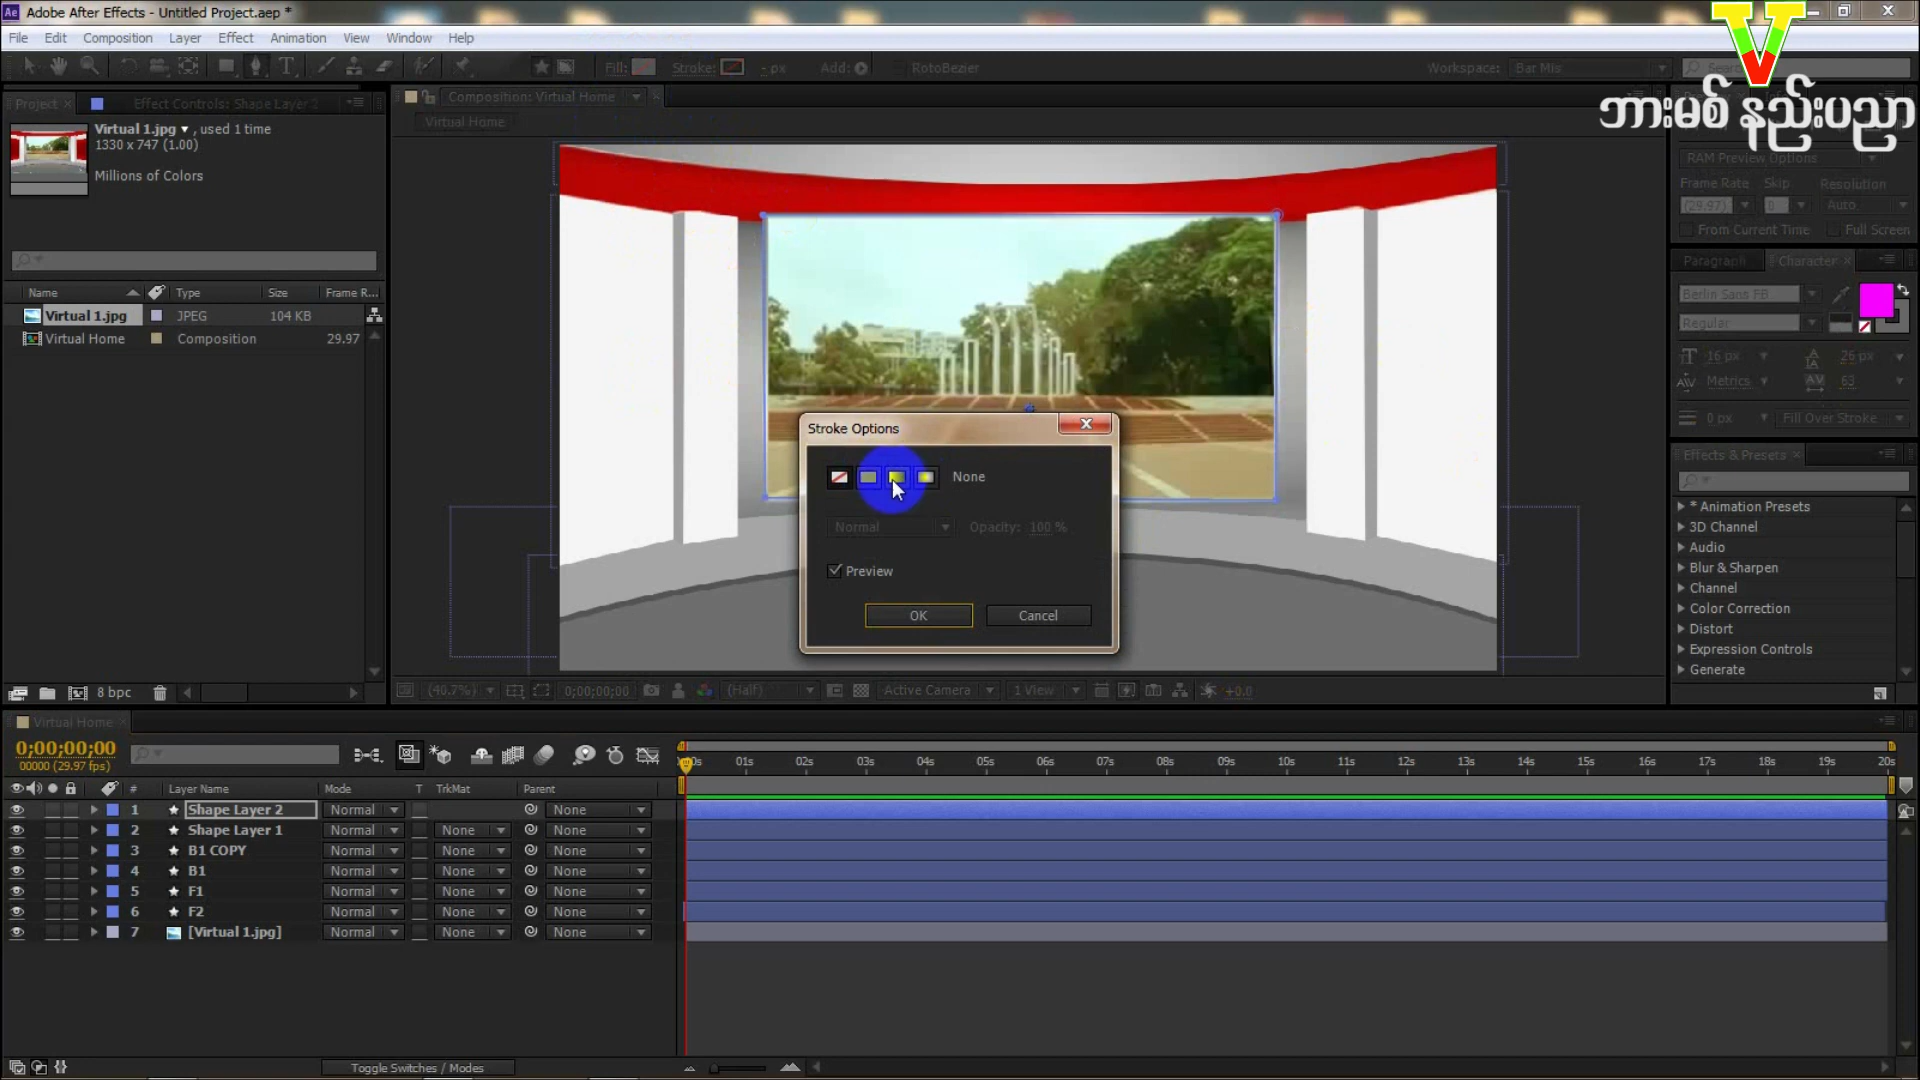 Adobe After Effects - Untitled Project.aep *
File Edit Composition Layer Effect Animation View Window Help
Fill: Stroke: - px Add: RotoBezier Workspace: Bar Mis
V
ဘားမစ် နည်းပညာ
Project Effect Controls: Shape Layer 2
Composition: Virtual Home
Virtual Home
Virtual 1.jpg , used 1 time
1330 x 747 (1.00)
Millions of Colors
Name Type Size Frame R...
Virtual 1.jpg JPEG 104 KB
Virtual Home Composition 29.97
8 bpc
Stroke Options
None
Normal Opacity: 100 %
Preview
OK Cancel
(40.7%) 0;00;00;00 (Half) Active Camera 1 View +0.0
RAM Preview Options
Frame Rate Skip Resolution
(29.97) 0 Auto
From Current Time Full Screen
Paragraph Character
Berlin Sans FB
Regular
16 px 26 px
Metrics 63
0 px Fill Over Stroke
Effects & Presets
* Animation Presets
3D Channel
Audio
Blur & Sharpen
Channel
Color Correction
Distort
Expression Controls
Generate
Virtual Home
0;00;00;00
00000 (29.97 fps)
01s 02s 03s 04s 05s 06s 07s 08s 09s 10s 11s 12s 13s 14s 15s 16s 17s 18s 19s 20s
# Layer Name Mode T TrkMat Parent
1 Shape Layer 2 Normal None
2 Shape Layer 1 Normal None None
3 B1 COPY Normal None None
4 B1 Normal None None
5 F1 Normal None None
6 F2 Normal None None
7 [Virtual 1.jpg] Normal None None
Toggle Switches / Modes